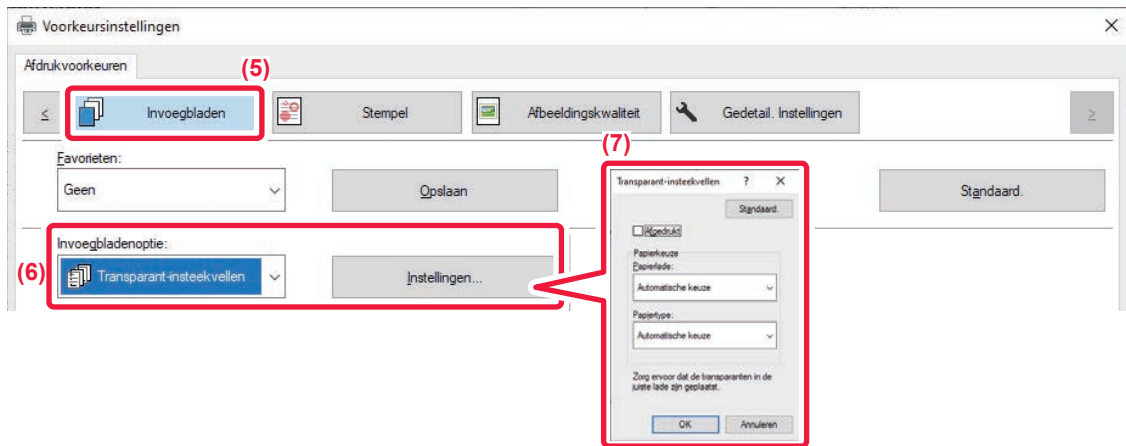 Voorkeursinstellingen
Afdrukvoorkeuren
(5)
< Invoegbladen Stempel Afbeeldingskwaliteit Gedetail. Instellingen >
(7)
Favorieten:
Geen Opslaan Standaard.
Invoegbladenoptie:
(6) Transparant-insteekvellen Instellingen...
Transparant-insteekvellen ? X
Standaard.
Afgedrukt
Papierkeuze
Papierlade:
Automatische keuze
Papiertype:
Automatische keuze
Zorg ervoor dat de transparanten in de
juiste lade zijn geplaatst.
OK Annuleren